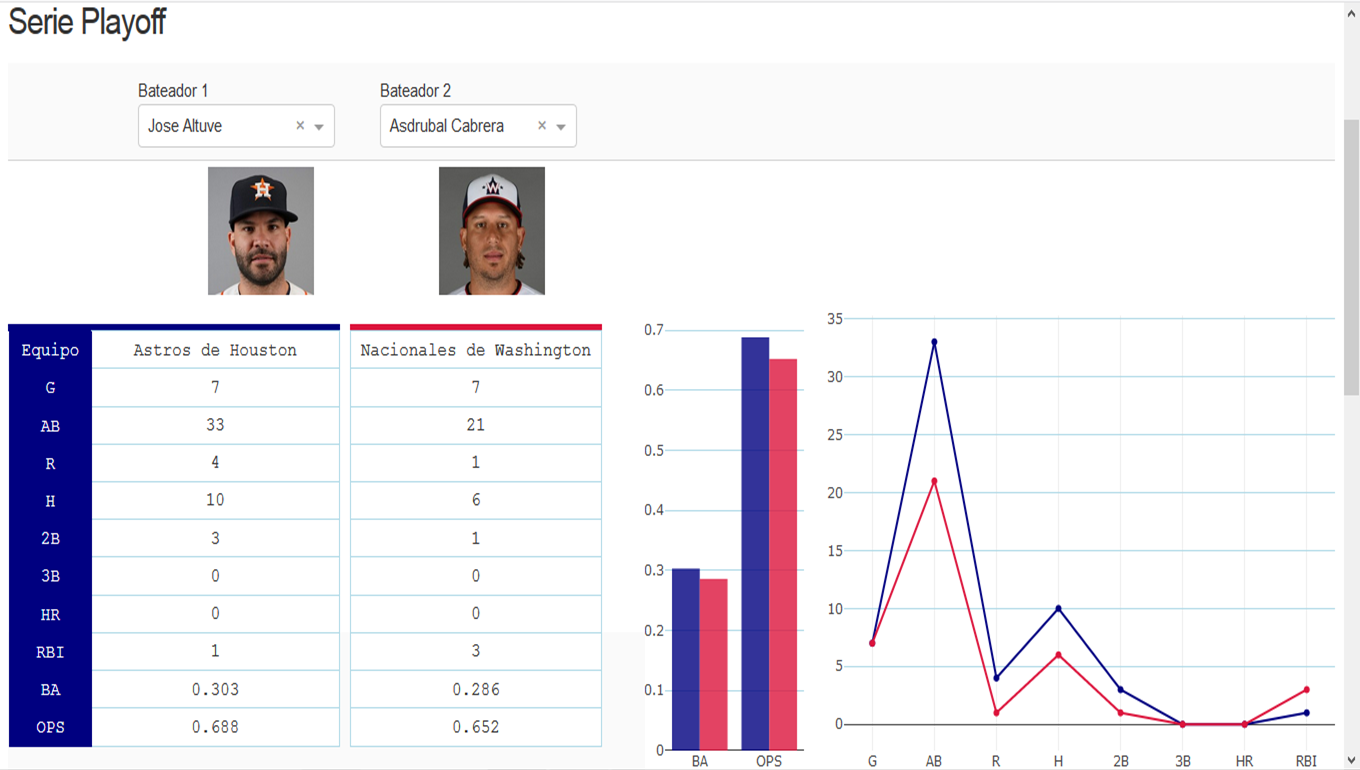 Serie Playoff
Bateador 1
Bateador 2
Jose Altuve × 
Asdrubal Cabrera ×
H
W
Equipo Astros de Houston Nacionales de Washington
G 7 7
AB 33 21
R 4 1
H 10 6
2B 3 1
3B 0 0
HR 0 0
RBI 1 3
BA 0.303 0.286
OPS 0.688 0.652
0.7
0.6
0.5
0.4
0.3
0.2
0.1
0
BA OPS
35
30
25
20
15
10
5
0
G AB R H 2B 3B HR RBI